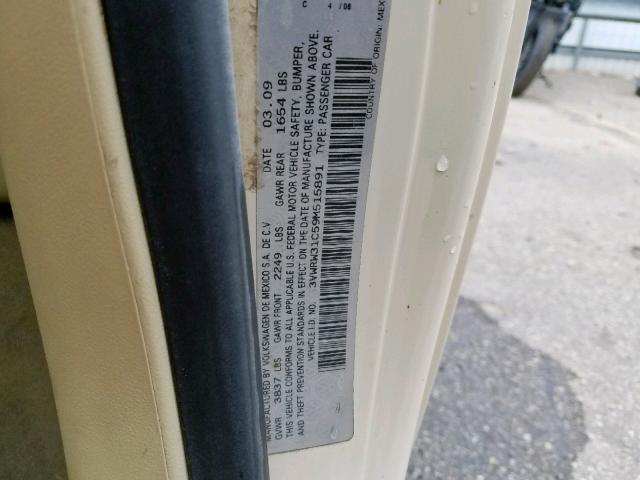 MANUFACTURED BY VOLKSWAGEN DE MEXICO S.A. DE C.V DATE 03.09
GVWR 3837 LBS GAWR FRONT 2249 LBS GAWR REAR 1654 LBS
THIS VEHICLE CONFORMS TO ALL APPLICABLE U.S. FEDERAL MOTOR VEHICLE SAFETY, BUMPER,
AND THEFT PREVENTION STANDARDS IN EFFECT ON THE DATE OF MANUFACTURE SHOWN ABOVE.
VEHICLE I.D. NO. 3VWRW31C59M515891 TYPE: PASSENGER CAR
COUNTRY OF ORIGIN: MEX